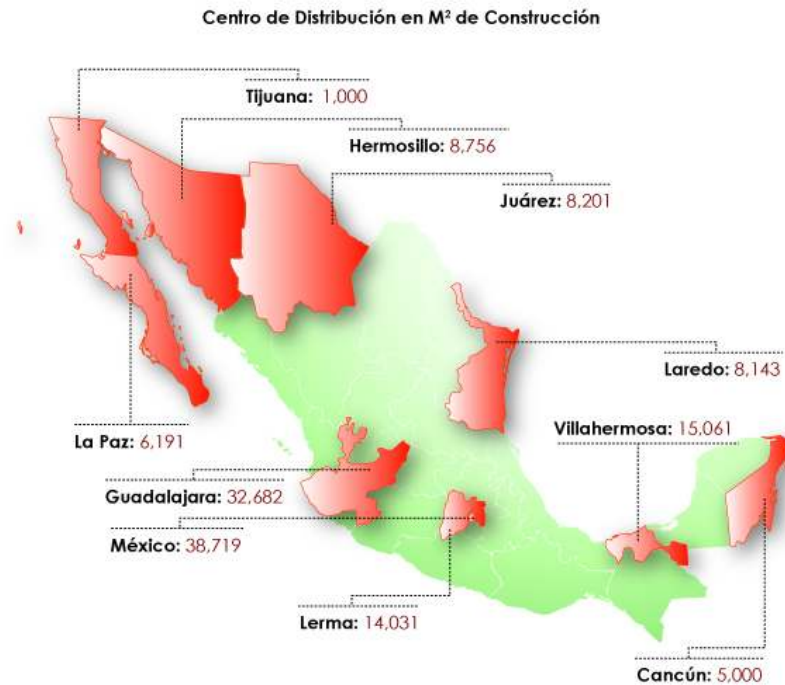 Centro de Distribución en M² de Construcción
Tijuana: 1,000
Hermosillo: 8,756
Juárez: 8,201
Laredo: 8,143
Villahermosa: 15,061
La Paz: 6,191
Guadalajara: 32,682
México: 38,719
Lerma: 14,031
Cancún: 5,000